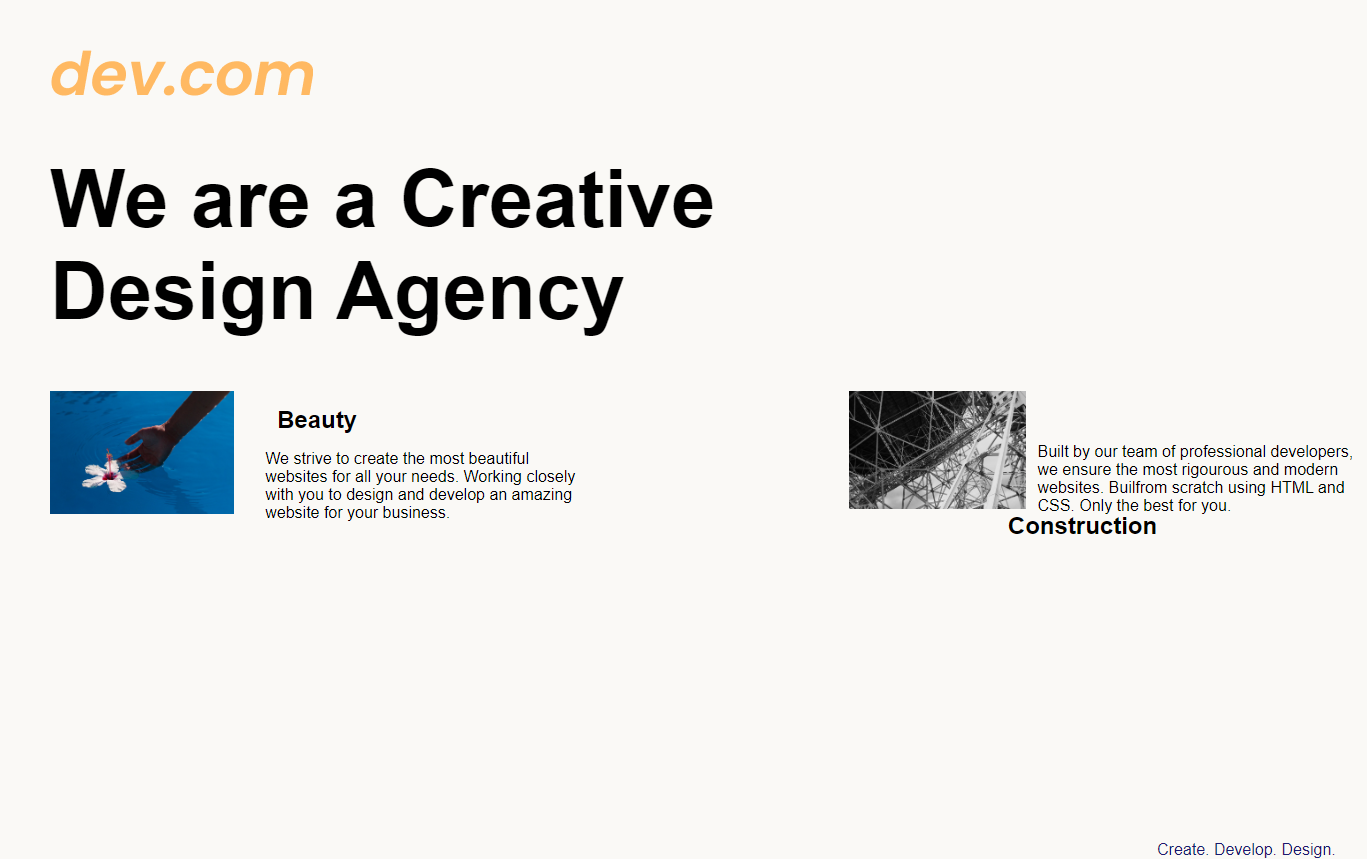 dev.com
We are a Creative
Design Agency
Beauty
We strive to create the most beautiful
websites for all your needs. Working closely
with you to design and develop an amazing
website for your business.
Built by our team of professional developers,
we ensure the most rigourous and modern
websites. Builfrom scratch using HTML and
CSS. Only the best for you.
Construction
Create. Develop. Design.